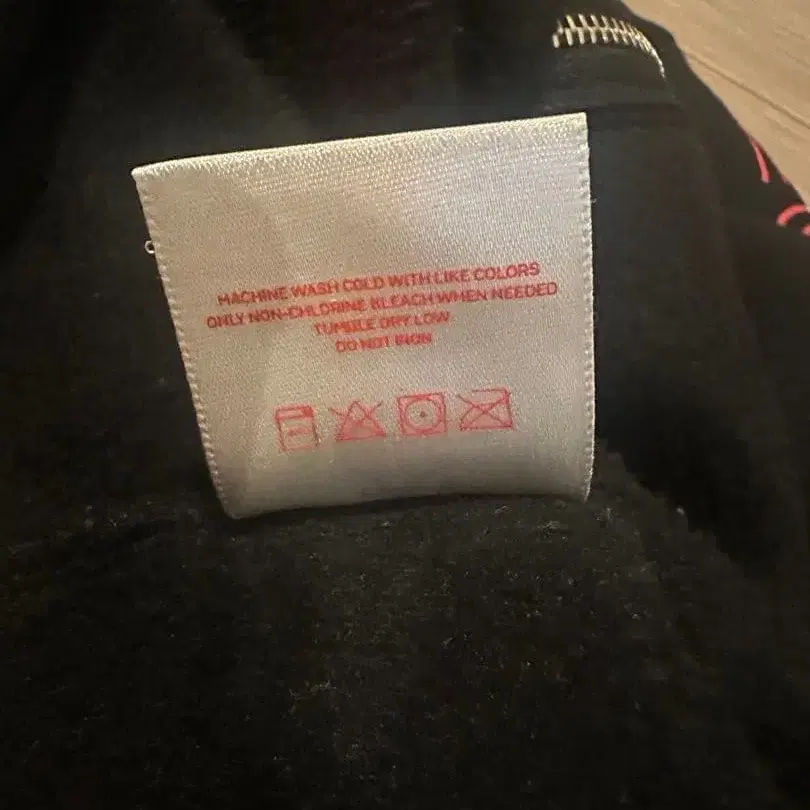 MACHINE WASH COLD WITH LIKE COLORS
ONLY NON-CHLORINE BLEACH WHEN NEEDED
TUMBLE DRY LOW
DO NOT IRON